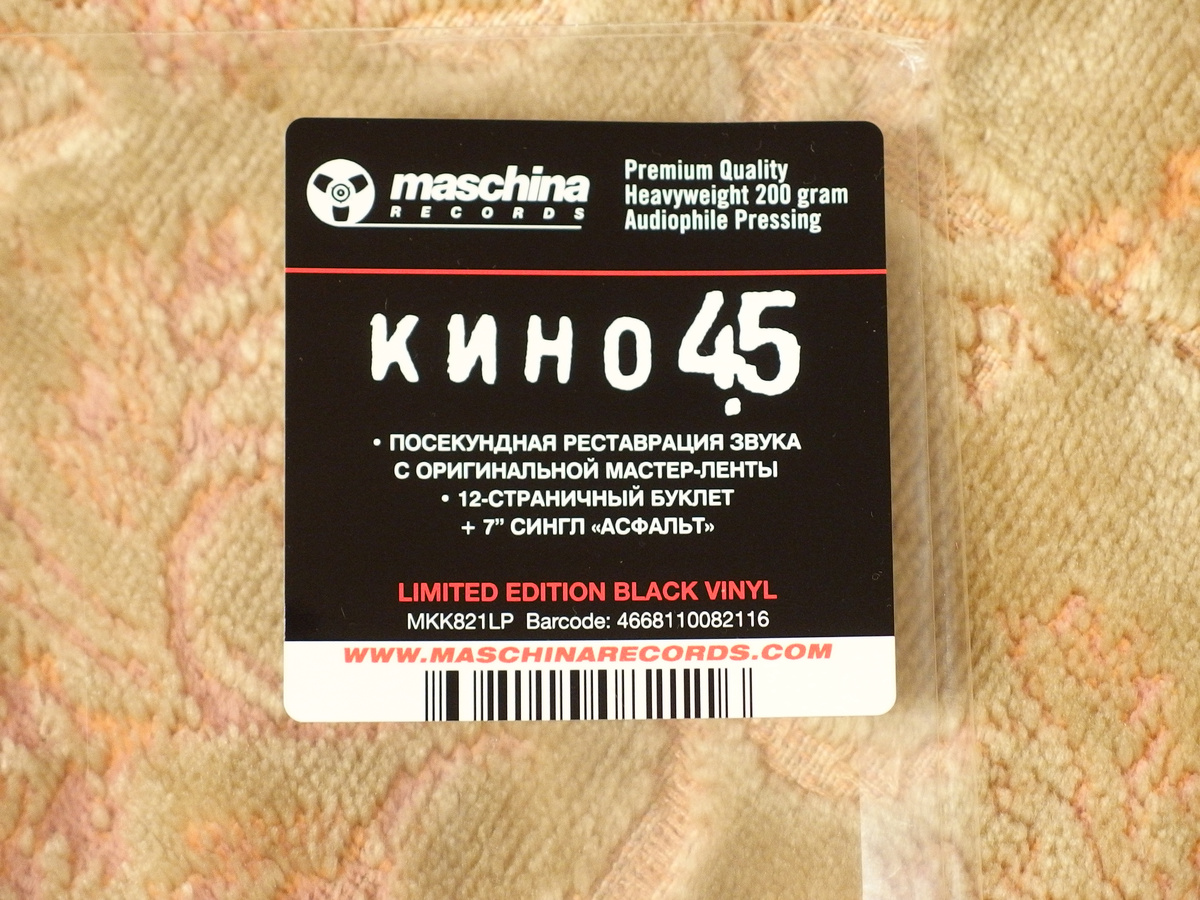 maschina
RECORDS
Premium Quality
Heavyweight 200 gram
Audiophile Pressing
КИНО 45
• ПОСЕКУНДНАЯ РЕСТАВРАЦИЯ ЗВУКА
С ОРИГИНАЛЬНОЙ МАСТЕР-ЛЕНТЫ
• 12-СТРАНИЧНЫЙ БУКЛЕТ
+ 7” СИНГЛ «АСФАЛЬТ»
LIMITED EDITION BLACK VINYL
MKK821LP Barcode: 4668110082116
WWW.MASCHINARECORDS.COM